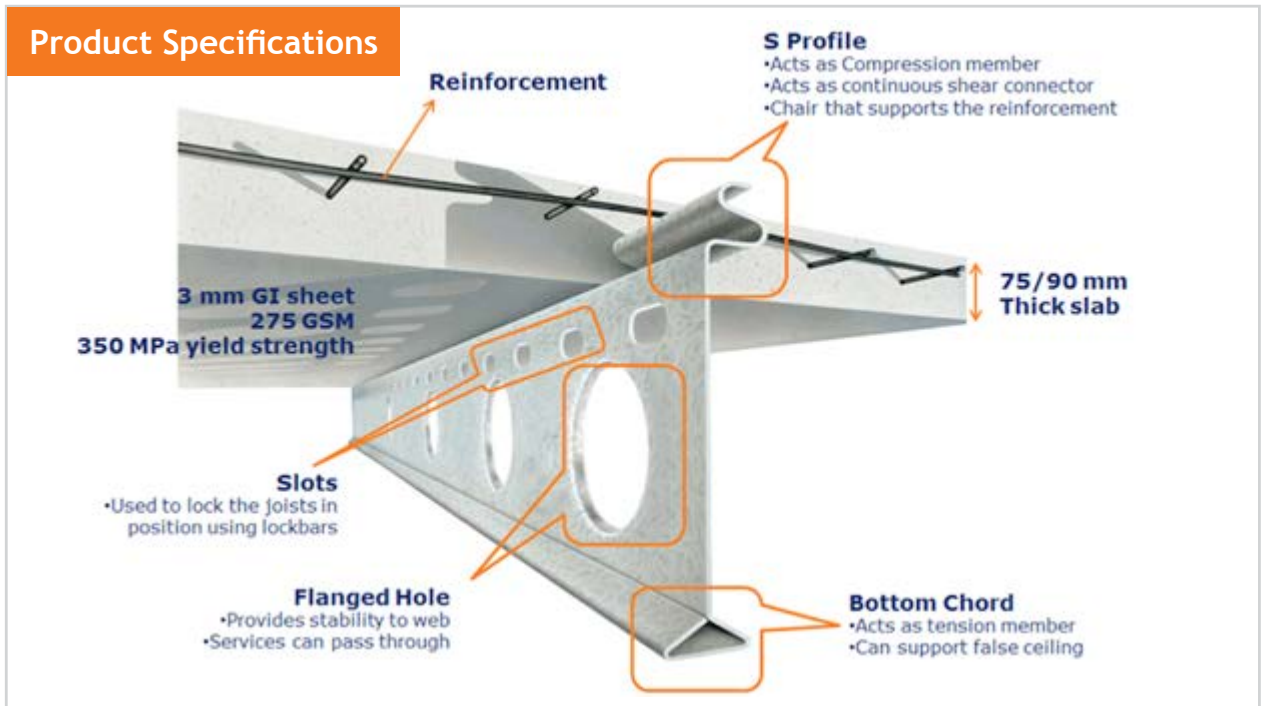 Product Specifications
Reinforcement
S Profile
•Acts as Compression member
•Acts as continuous shear connector
•Chair that supports the reinforcement
75/90 mm
Thick slab
3 mm GI sheet
275 GSM
350 MPa yield strength
Slots
•Used to lock the joists in
position using lockbars
Flanged Hole
•Provides stability to web
•Services can pass through
Bottom Chord
•Acts as tension member
•Can support false ceiling